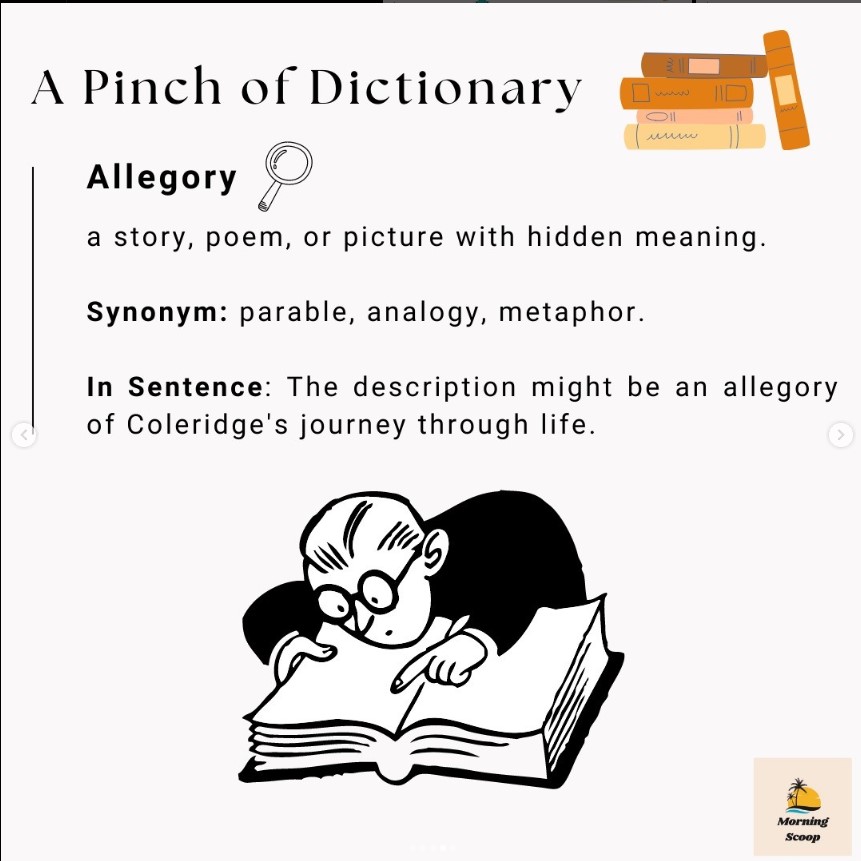 A Pinch of Dictionary
Allegory
a story, poem, or picture with hidden meaning.
Synonym: parable, analogy, metaphor.
In Sentence: The description might be an allegory
of Coleridge's journey through life.
Morning
Scoop